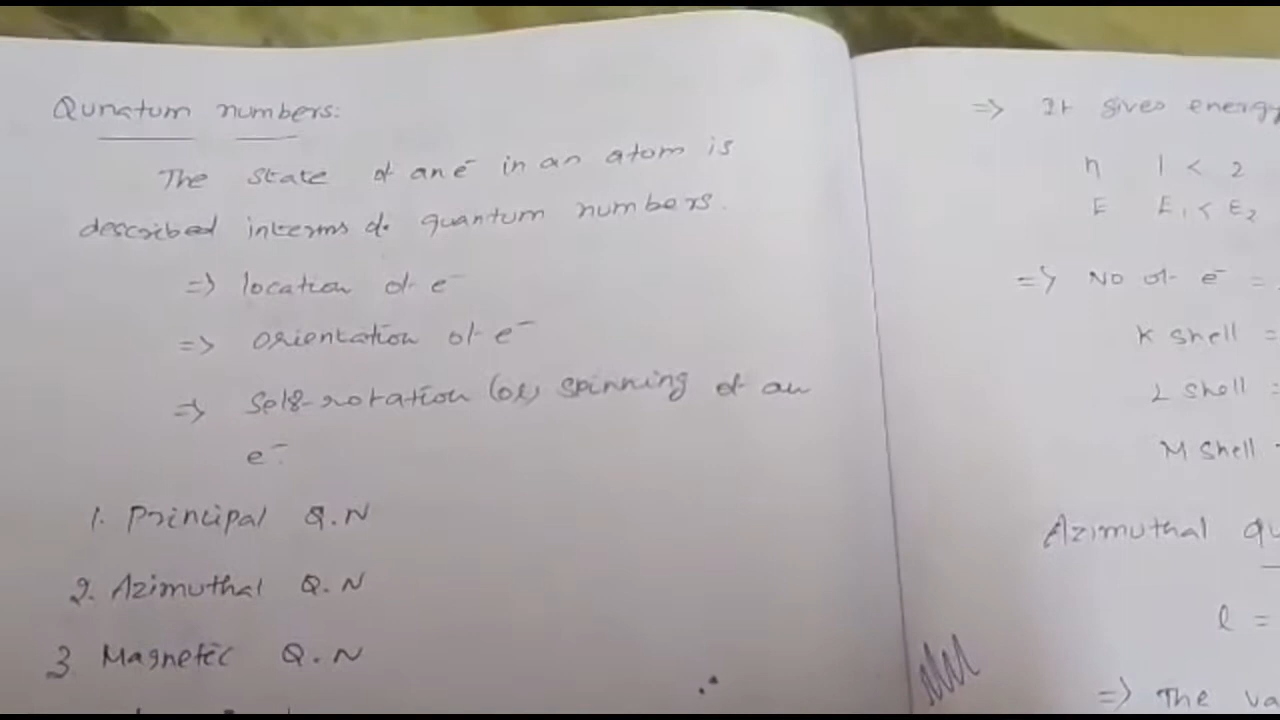 Qunatum numbers:
The state of an e⁻ in an atom is
described interms of quantum numbers.
=> location of e⁻
=> orientation of e⁻
=> Self-rotation (or) spinning of an
e⁻.
1. Principal Q.N
2. Azimuthal Q.N
3. Magnetic Q.N
=> It gives energy
n 1 < 2
E E₁ < E₂
=> No of e⁻ =
K shell =
L shell =
M shell
Azimuthal qu
l =
=> The va